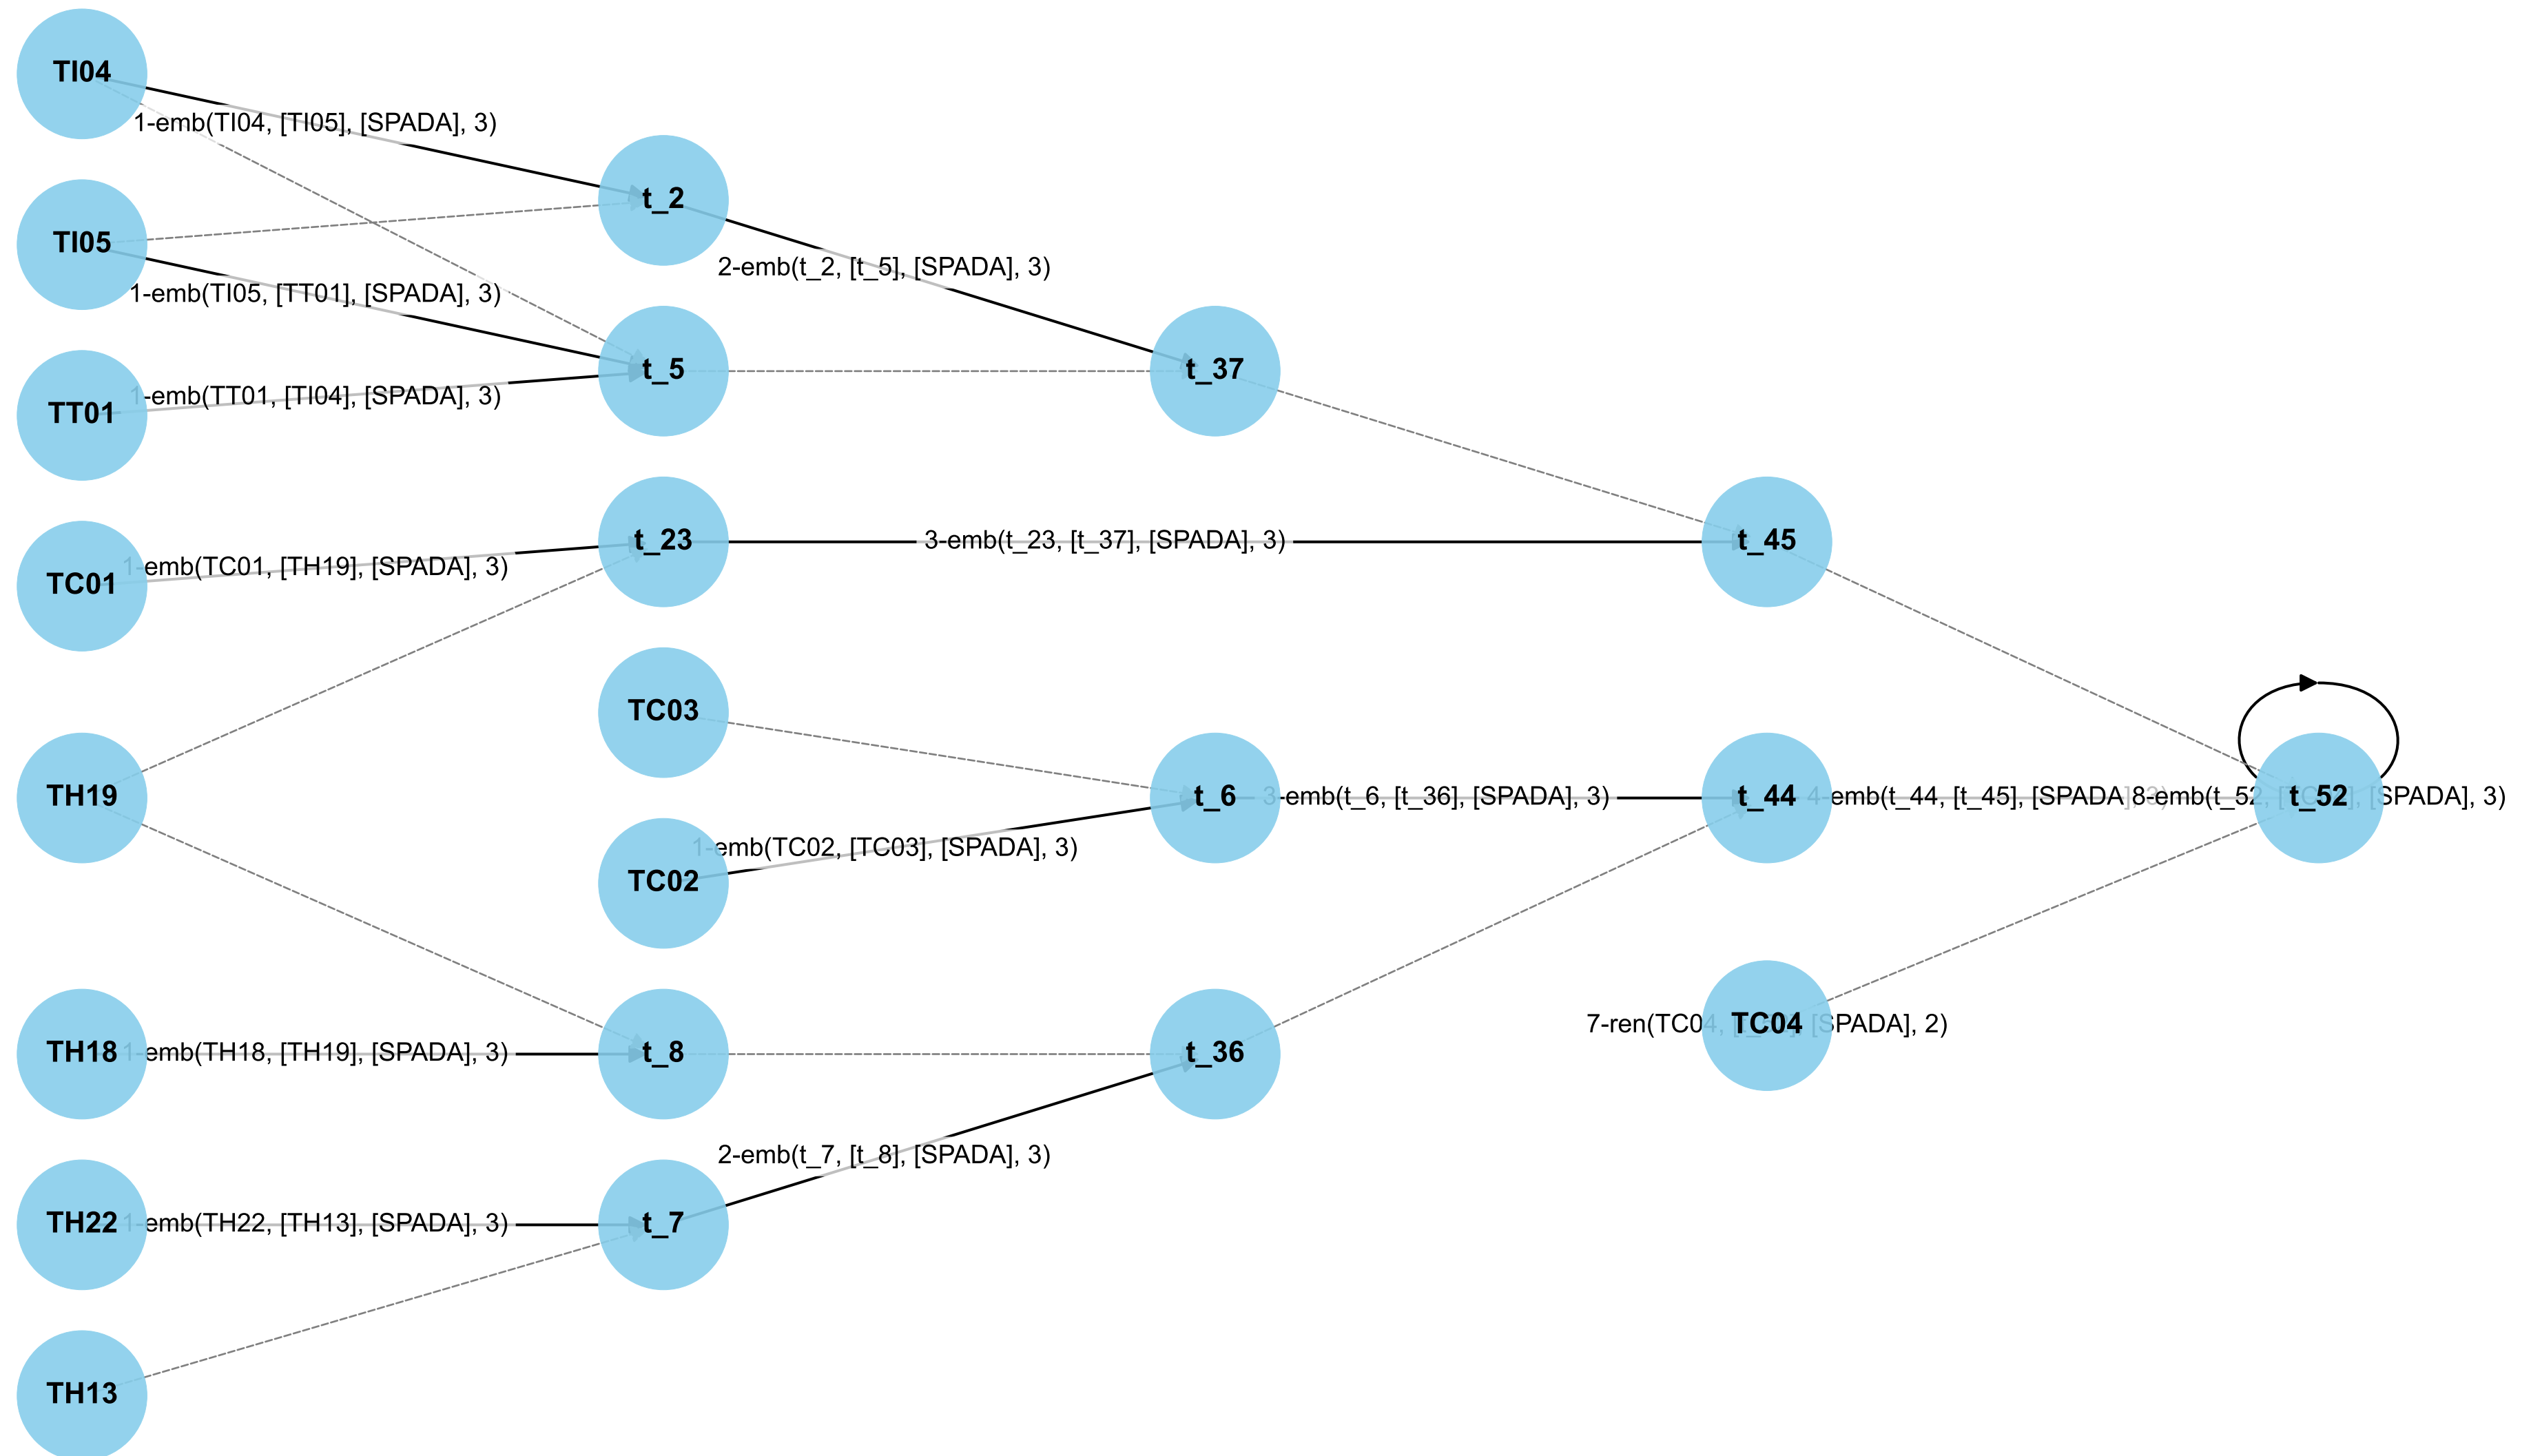 TI04
1-emb(TI04, [TI05], [SPADA], 3)
t_2
TI05
2-emb(t_2, [t_5], [SPADA], 3)
1-emb(TI05, [TT01], [SPADA], 3)
t_5
t_37
1-emb(TT01, [TI04], [SPADA], 3)
TT01
t_23
3-emb(t_23, [t_37], [SPADA], 3)
t_45
1-emb(TC01, [TH19], [SPADA], 3)
TC01
TC03
TH19
t_6
3-emb(t_6, [t_36], [SPADA], 3)
t_44
4-emb(t_44, [t_45], [SPADA], 3)
8-emb(t_52, [SPADA], 3)
t_52
1-emb(TC02, [TC03], [SPADA], 3)
TC02
7-ren(TC04, [SPADA], 2)
TC04
TH18
1-emb(TH18, [TH19], [SPADA], 3)
t_8
t_36
2-emb(t_7, [t_8], [SPADA], 3)
TH22
1-emb(TH22, [TH13], [SPADA], 3)
t_7
TH13